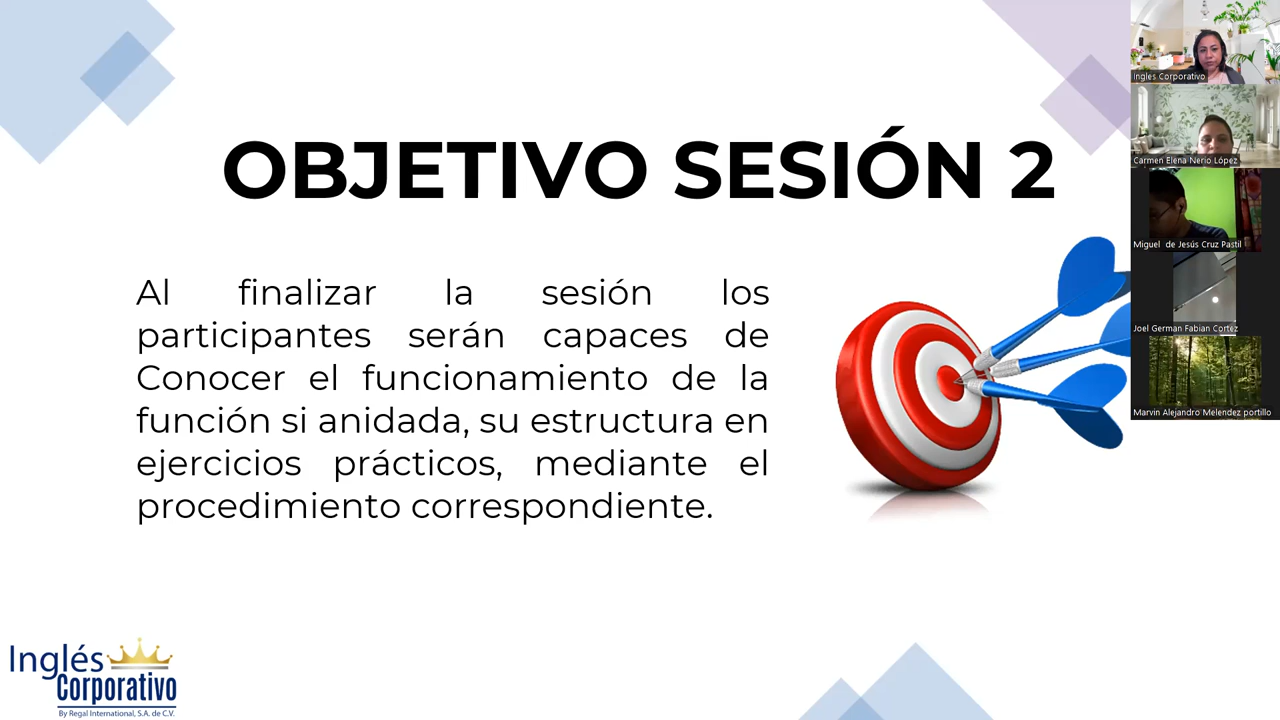 OBJETIVO SESIÓN 2
Al finalizar la sesión los
participantes serán capaces de
Conocer el funcionamiento de la
función si anidada, su estructura en
ejercicios prácticos, mediante el
procedimiento correspondiente.
Inglés
Corporativo
By Regal International, S.A. de C.V.
Ingles Corporativo
Carmen Elena Nerio López
Miguel de Jesús Cruz Pastil
Joel German Fabian Cortez
Marvin Alejandro Melendez portillo